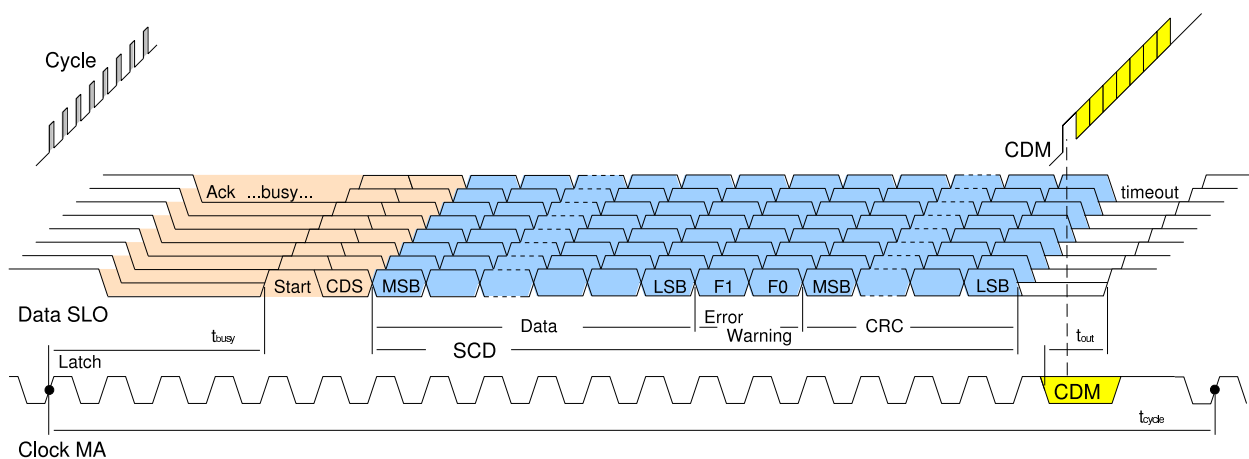 Cycle
CDM
Ack ...busy... timeout
Start CDS MSB LSB F1 F0 MSB LSB
Data SLO
Data Error Warning CRC
tbusy SCD tout
Latch
CDM
tcycle
Clock MA